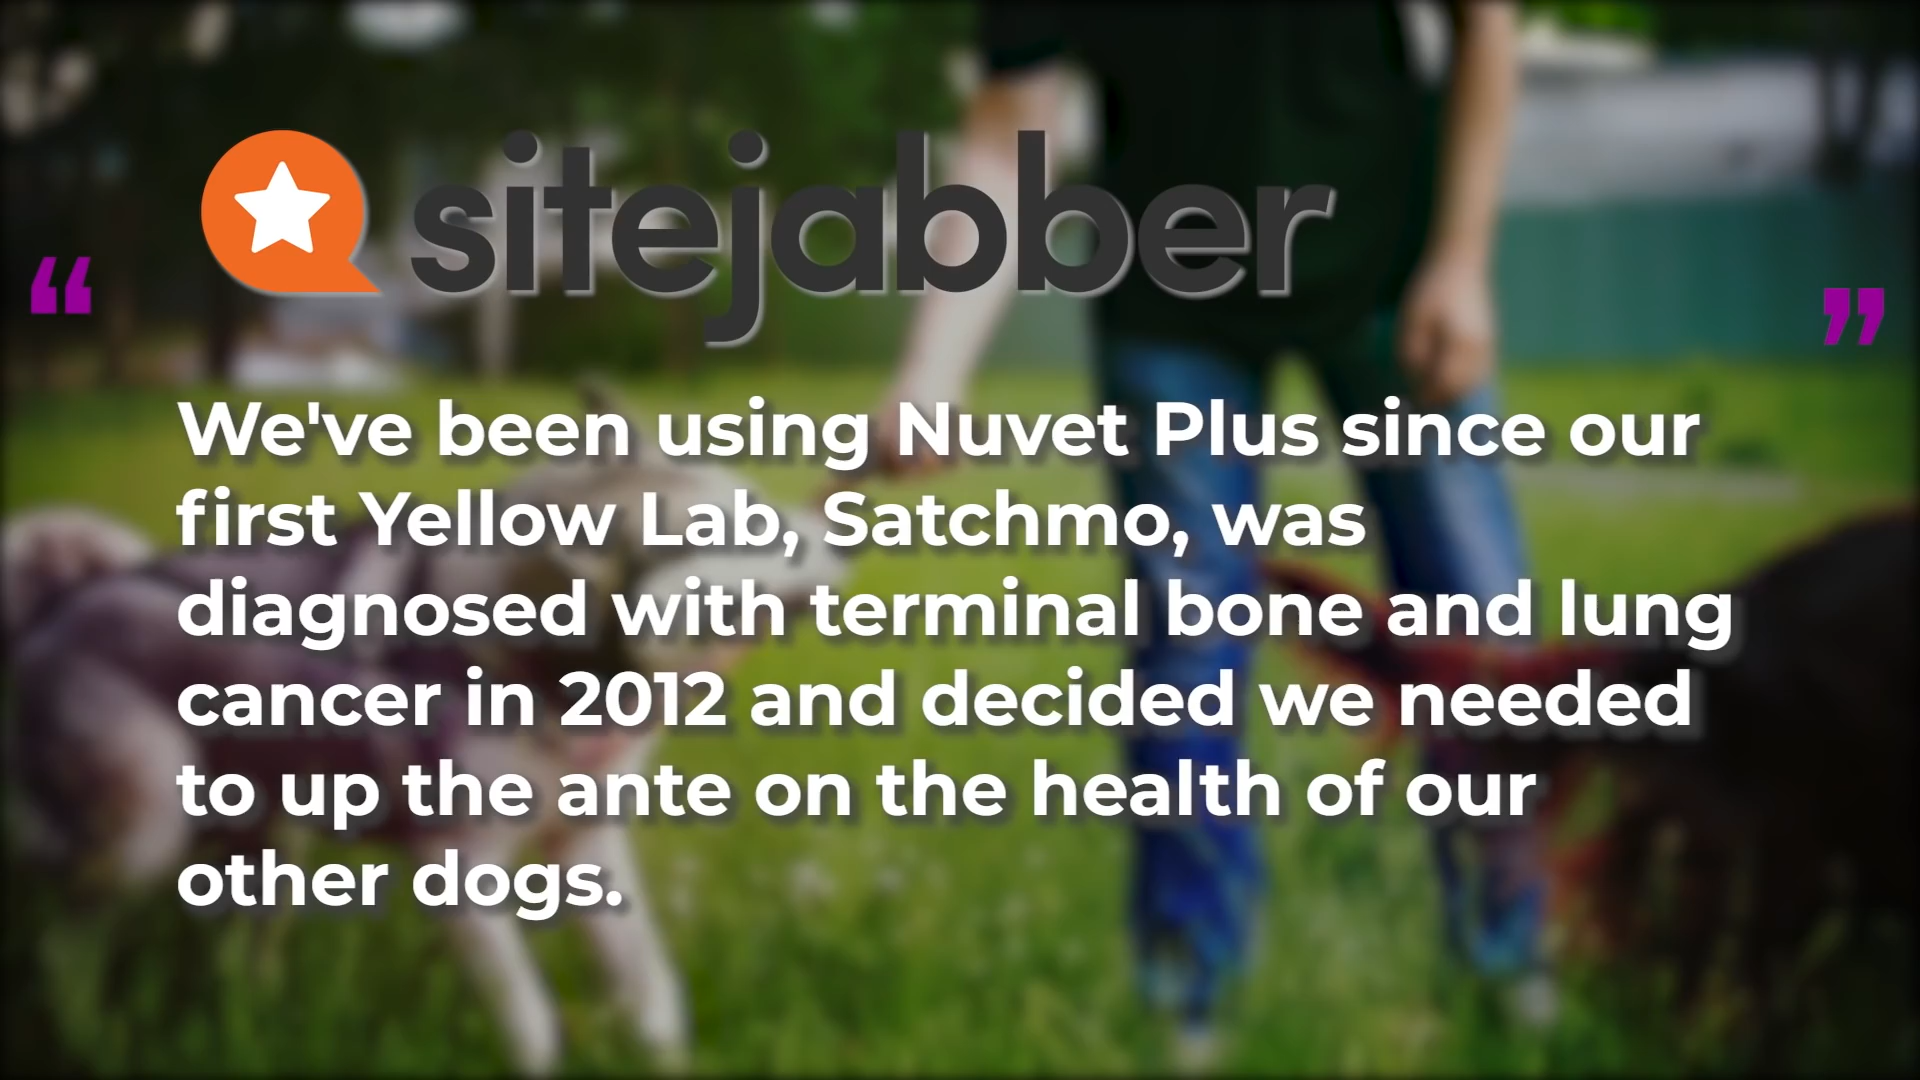 sitejabber
“
”
We've been using Nuvet Plus since our
first Yellow Lab, Satchmo, was
diagnosed with terminal bone and lung
cancer in 2012 and decided we needed
to up the ante on the health of our
other dogs.